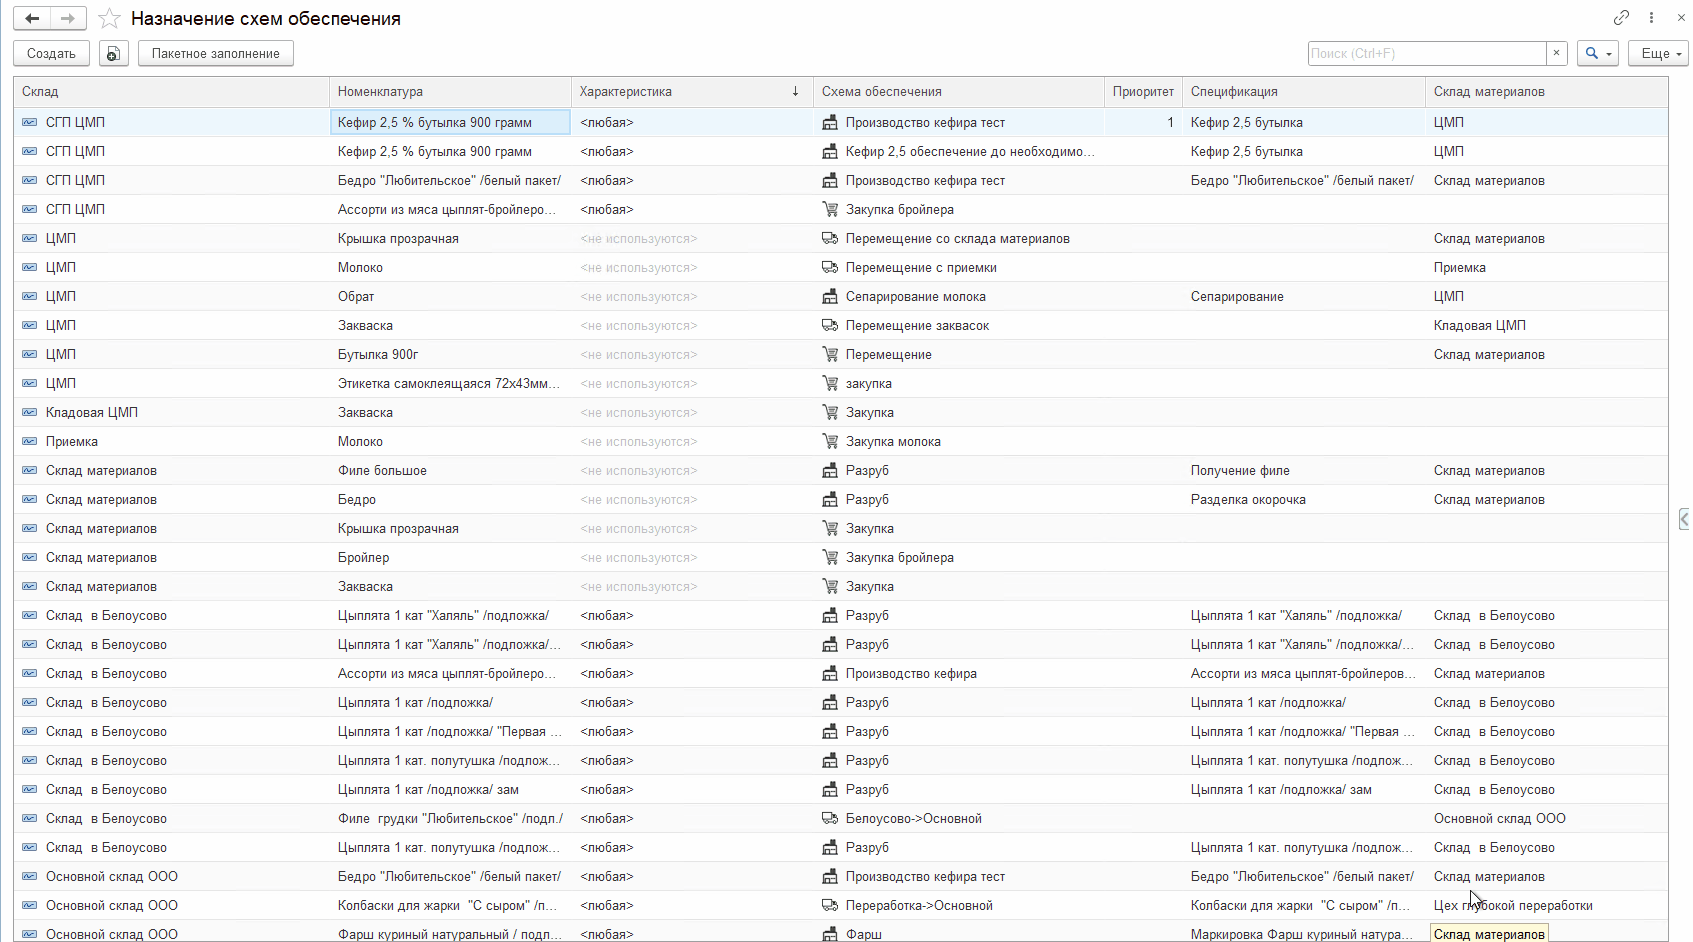 Назначение схем обеспечения
Создать Пакетное заполнение Поиск (Ctrl+F) × Еще
Склад Номенклатура Характеристика ↓ Схема обеспечения Приоритет Спецификация Склад материалов
СГП ЦМП Кефир 2,5 % бутылка 900 грамм <любая> Производство кефира тест 1 Кефир 2,5 бутылка ЦМП
СГП ЦМП Кефир 2,5 % бутылка 900 грамм <любая> Кефир 2,5 обеспечение до необходимо... Кефир 2,5 бутылка ЦМП
СГП ЦМП Бедро "Любительское" /белый пакет/ <любая> Производство кефира тест Бедро "Любительское" /белый пакет/ Склад материалов
СГП ЦМП Ассорти из мяса цыплят-бройлеро... <любая> Закупка бройлера
ЦМП Крышка прозрачная <не используются> Перемещение со склада материалов Склад материалов
ЦМП Молоко <не используются> Перемещение с приемки Приемка
ЦМП Обрат <не используются> Сепарирование молока Сепарирование ЦМП
ЦМП Закваска <не используются> Перемещение заквасок Кладовая ЦМП
ЦМП Бутылка 900г <не используются> Перемещение Склад материалов
ЦМП Этикетка самоклеящаяся 72х43мм... <не используются> закупка
Кладовая ЦМП Закваска <не используются> Закупка
Приемка Молоко <не используются> Закупка молока
Склад материалов Филе большое <не используются> Разруб Получение филе Склад материалов
Склад материалов Бедро <не используются> Разруб Разделка окорочка Склад материалов
Склад материалов Крышка прозрачная <не используются> Закупка
Склад материалов Бройлер <не используются> Закупка бройлера
Склад материалов Закваска <не используются> Закупка
Склад  в Белоусово Цыплята 1 кат "Халяль" /подложка/ <любая> Разруб Цыплята 1 кат "Халяль" /подложка/ Склад  в Белоусово
Склад  в Белоусово Цыплята 1 кат "Халяль" /подложка/... <любая> Разруб Цыплята 1 кат "Халяль" /подложка/... Склад  в Белоусово
Склад  в Белоусово Ассорти из мяса цыплят-бройлеро... <любая> Производство кефира Ассорти из мяса цыплят-бройлеров... Склад материалов
Склад  в Белоусово Цыплята 1 кат /подложка/ <любая> Разруб Цыплята 1 кат /подложка/ Склад  в Белоусово
Склад  в Белоусово Цыплята 1 кат /подложка/ "Первая ... <любая> Разруб Цыплята 1 кат /подложка/ "Первая ... Склад  в Белоусово
Склад  в Белоусово Цыплята 1 кат. полутушка /подлож... <любая> Разруб Цыплята 1 кат. полутушка /подлож... Склад  в Белоусово
Склад  в Белоусово Цыплята 1 кат /подложка/ зам <любая> Разруб Цыплята 1 кат /подложка/ зам Склад  в Белоусово
Склад  в Белоусово Филе  грудки "Любительское" /подл./ <любая> Белоусово->Основной Основной склад ООО
Склад  в Белоусово Цыплята 1 кат. полутушка /подлож... <любая> Разруб Цыплята 1 кат. полутушка /подлож... Склад  в Белоусово
Основной склад ООО Бедро "Любительское" /белый пакет/ <любая> Производство кефира тест Бедро "Любительское" /белый пакет/ Склад материалов
Основной склад ООО Колбаски для жарки  "С сыром" /п... <любая> Переработка->Основной Колбаски для жарки  "С сыром" /п... Цех глубокой переработки
Основной склад ООО Фарш куриный натуральный / подл... <любая> Фарш Маркировка Фарш куриный натура... Склад материалов